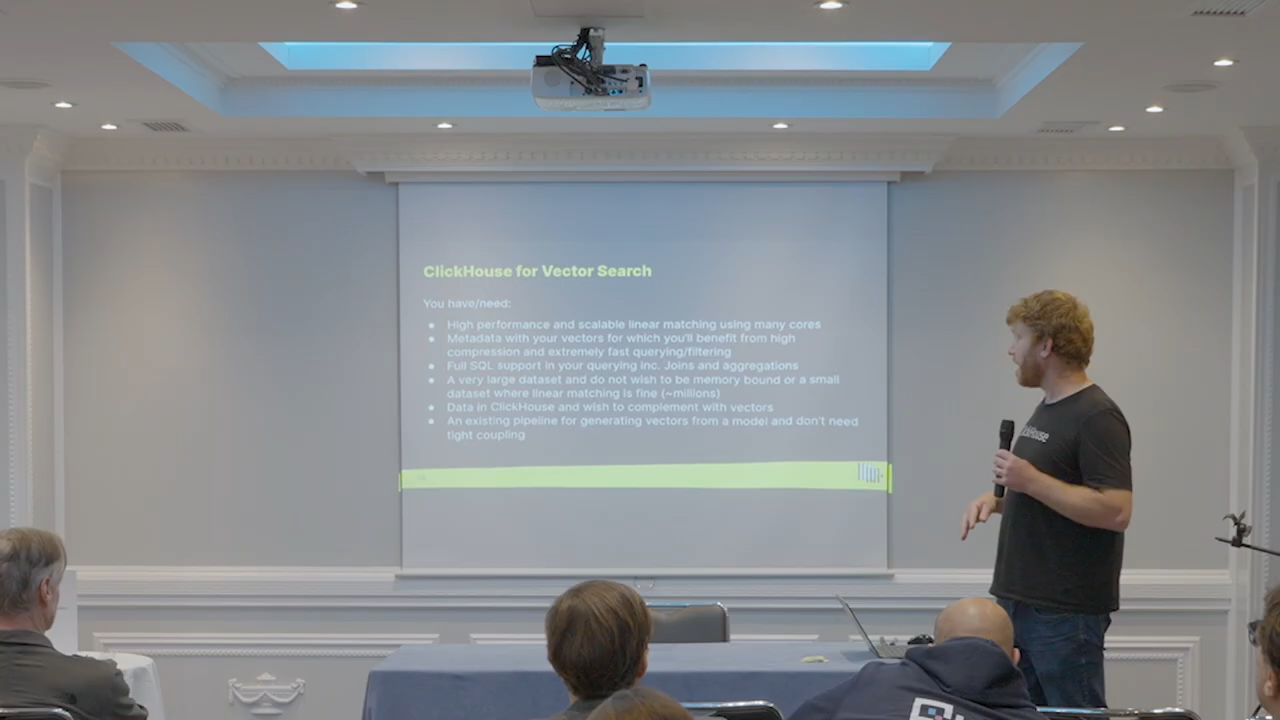 ClickHouse for Vector Search
You have/need:
High performance and scalable linear matching using many cores
Metadata with your vectors for which you'll benefit from high
compression and extremely fast querying/filtering
Full SQL support in your querying inc. Joins and aggregations
A very large dataset and do not wish to be memory bound or a small
dataset where linear matching is fine (~millions)
Data in ClickHouse and wish to complement with vectors
An existing pipeline for generating vectors from a model and don't need
tight coupling